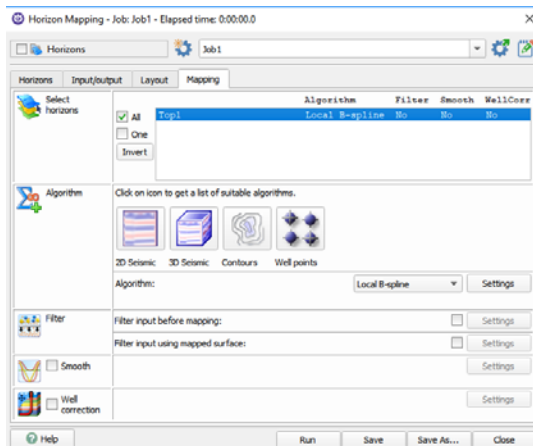 Horizon Mapping - Job: Job1 - Elapsed time: 0:00:00.0
Horizons
Job1
Horizons Input/output Layout Mapping
Select horizons
Algorithm Filter Smooth WellCorr
All
Top1 Local B-spline No No No
One
Invert
Algorithm
Click on icon to get a list of suitable algorithms.
2D Seismic 3D Seismic Contours Well points
Algorithm: Local B-spline Settings
Filter
Filter input before mapping: Settings
Filter input using mapped surface: Settings
Smooth Settings
Well correction Settings
Help Run Save Save As... Close